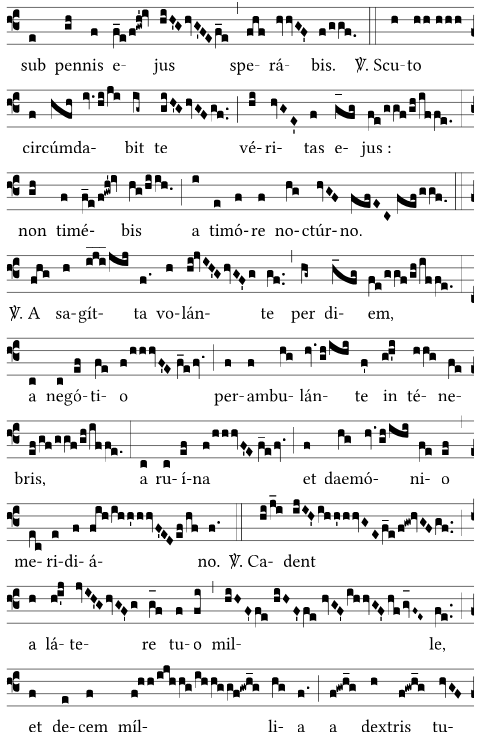 sub pennis e- jus spe- rá- bis. ℣. Scu- to
circúmda- bit te vé- ri- tas e- jus :
non timé- bis a timó- re no- ctúr- no.
℣. A sa- gít- ta vo- lán- te per di- em,
a negó- ti- o per- ambu- lán- te in té- ne-
bris, a ru- í- na et daemó- ni- o
me- ri- di- á- no. ℣. Ca- dent
a lá- te- re tu- o mil- le,
et de- cem míl- li- a a dextris tu-